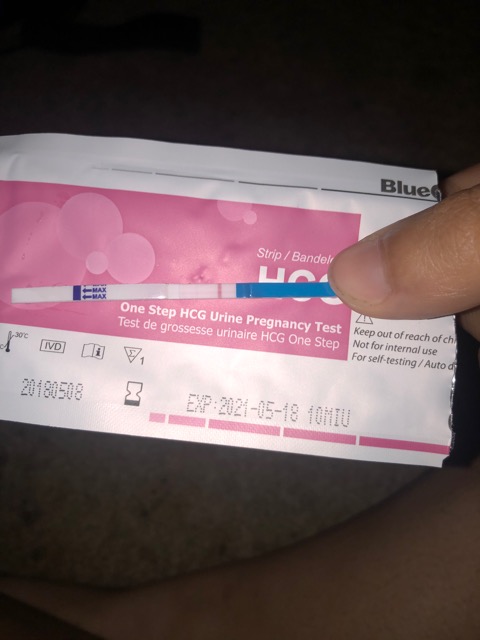 Blue
Strip / Bandele
HCG
MAX
MAX
One Step HCG Urine Pregnancy Test
Test de grossesse urinaire HCG One Step
30°C
IVD
Σ
1
Keep out of reach of ch
Not for internal use
For self-testing / Auto d
20180508
EXP:2021-05-18 10MIU